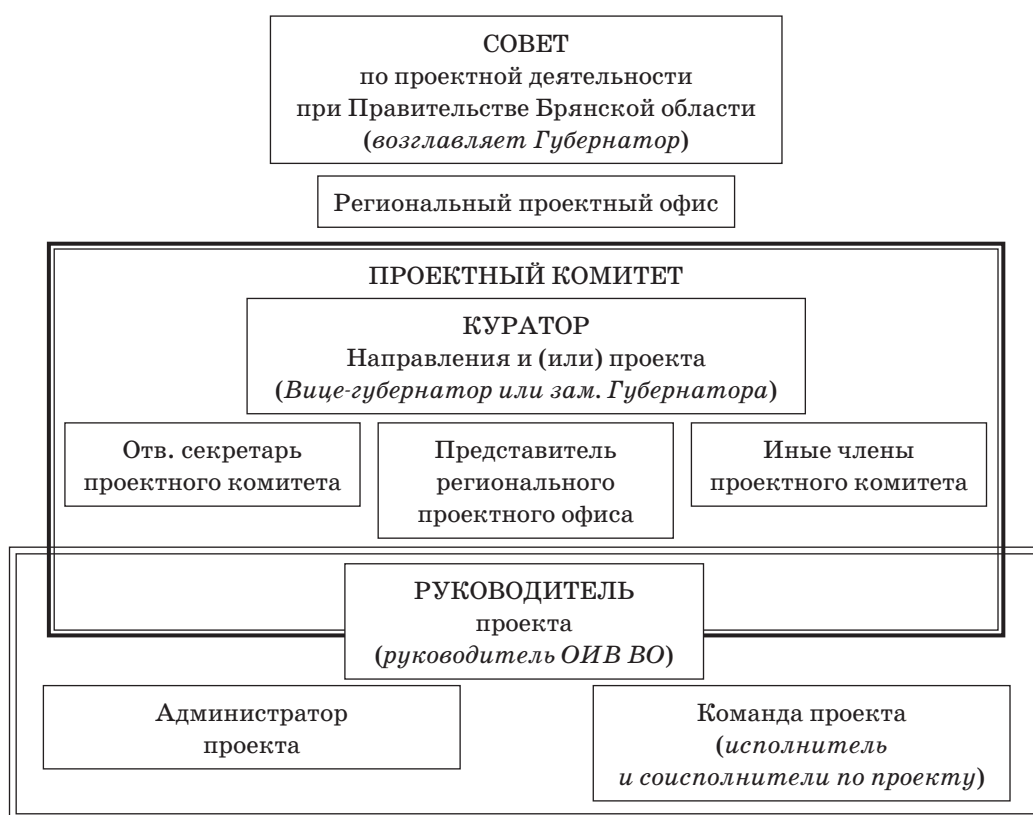 СОВЕТ
по проектной деятельности
при Правительстве Брянской области
(возглавляет Губернатор)
Региональный проектный офис
ПРОЕКТНЫЙ КОМИТЕТ
КУРАТОР
Направления и (или) проекта
(Вице-губернатор или зам. Губернатора)
Отв. секретарь
проектного комитета
Представитель
регионального
проектного офиса
Иные члены
проектного комитета
РУКОВОДИТЕЛЬ
проекта
(руководитель ОИВ ВО)
Администратор
проекта
Команда проекта
(исполнитель
и соисполнители по проекту)